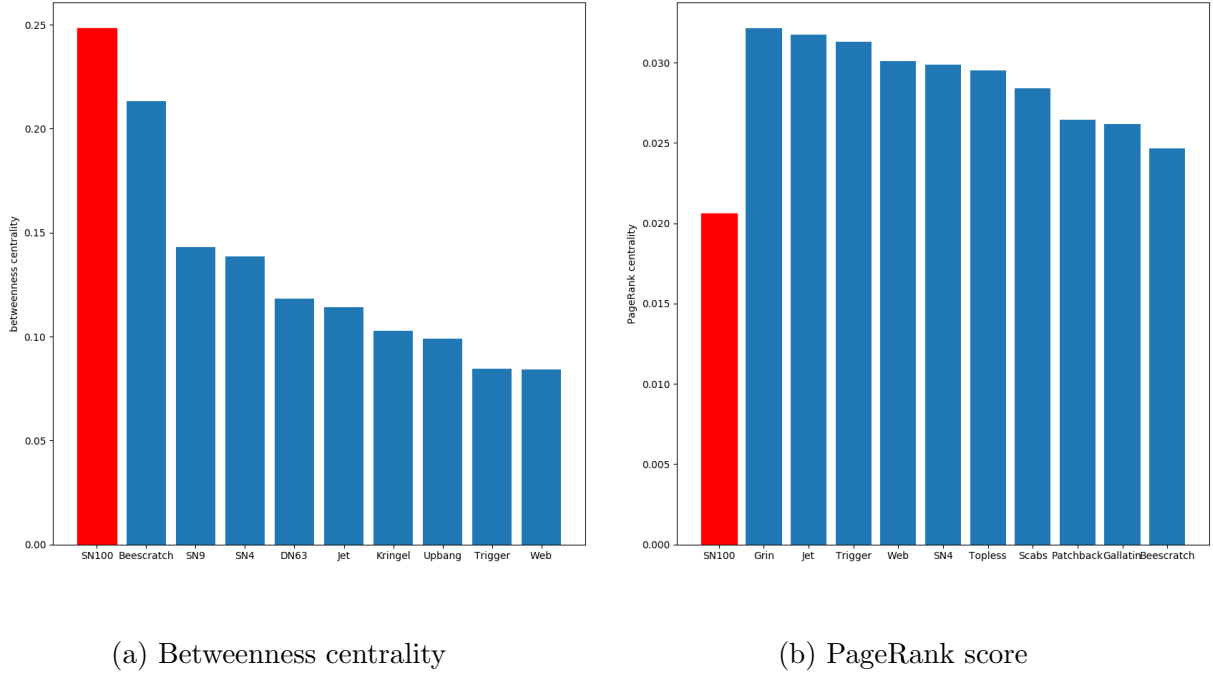 betweenness centrality
0.25
0.20
0.15
0.10
0.05
0.00
SN100 Beescratch SN9 SN4 DN63 Jet Kringel Upbang Trigger Web
(a) Betweenness centrality
PageRank centrality
0.030
0.025
0.020
0.015
0.010
0.005
0.000
SN100 Grin Jet Trigger Web SN4 Topless Scabs Patchback Gallatin Beescratch
(b) PageRank score